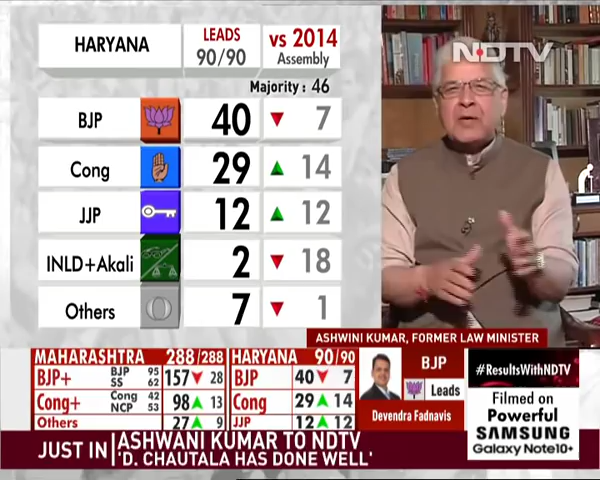 HARYANA
LEADS
90/90
vs 2014
Assembly
Majority : 46
BJP 40 7
Cong 29 14
JJP 12 12
INLD+Akali 2 18
Others 7 1
NDTV
ASHWINI KUMAR, FORMER LAW MINISTER
MAHARASHTRA 288/288
BJP+ BJP 95 157 28
SS 62
Cong+ Cong 42 98 13
NCP 53
Others 27 9
HARYANA 90/90
BJP 40 7
Cong 29 14
JJP 12 12
BJP
Leads
Devendra Fadnavis
#ResultsWithNDTV
Filmed on
Powerful
SAMSUNG
Galaxy Note10+
JUST IN
ASHWANI KUMAR TO NDTV
'D. CHAUTALA HAS DONE WELL'